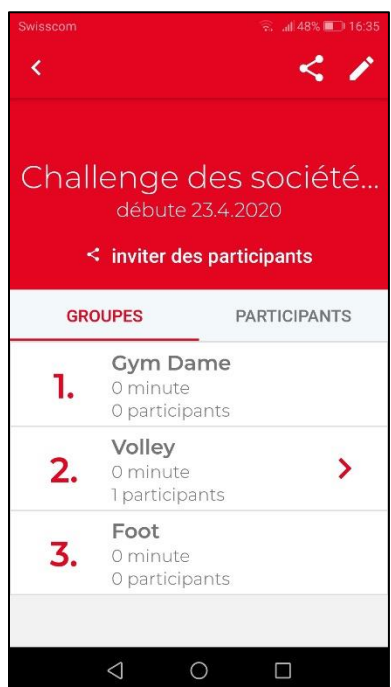 Swisscom 48% 16:35
Challenge des société...
débute 23.4.2020
inviter des participants
GROUPES PARTICIPANTS
1. Gym Dame
0 minute
0 participants
2. Volley
0 minute
1 participants
3. Foot
0 minute
0 participants